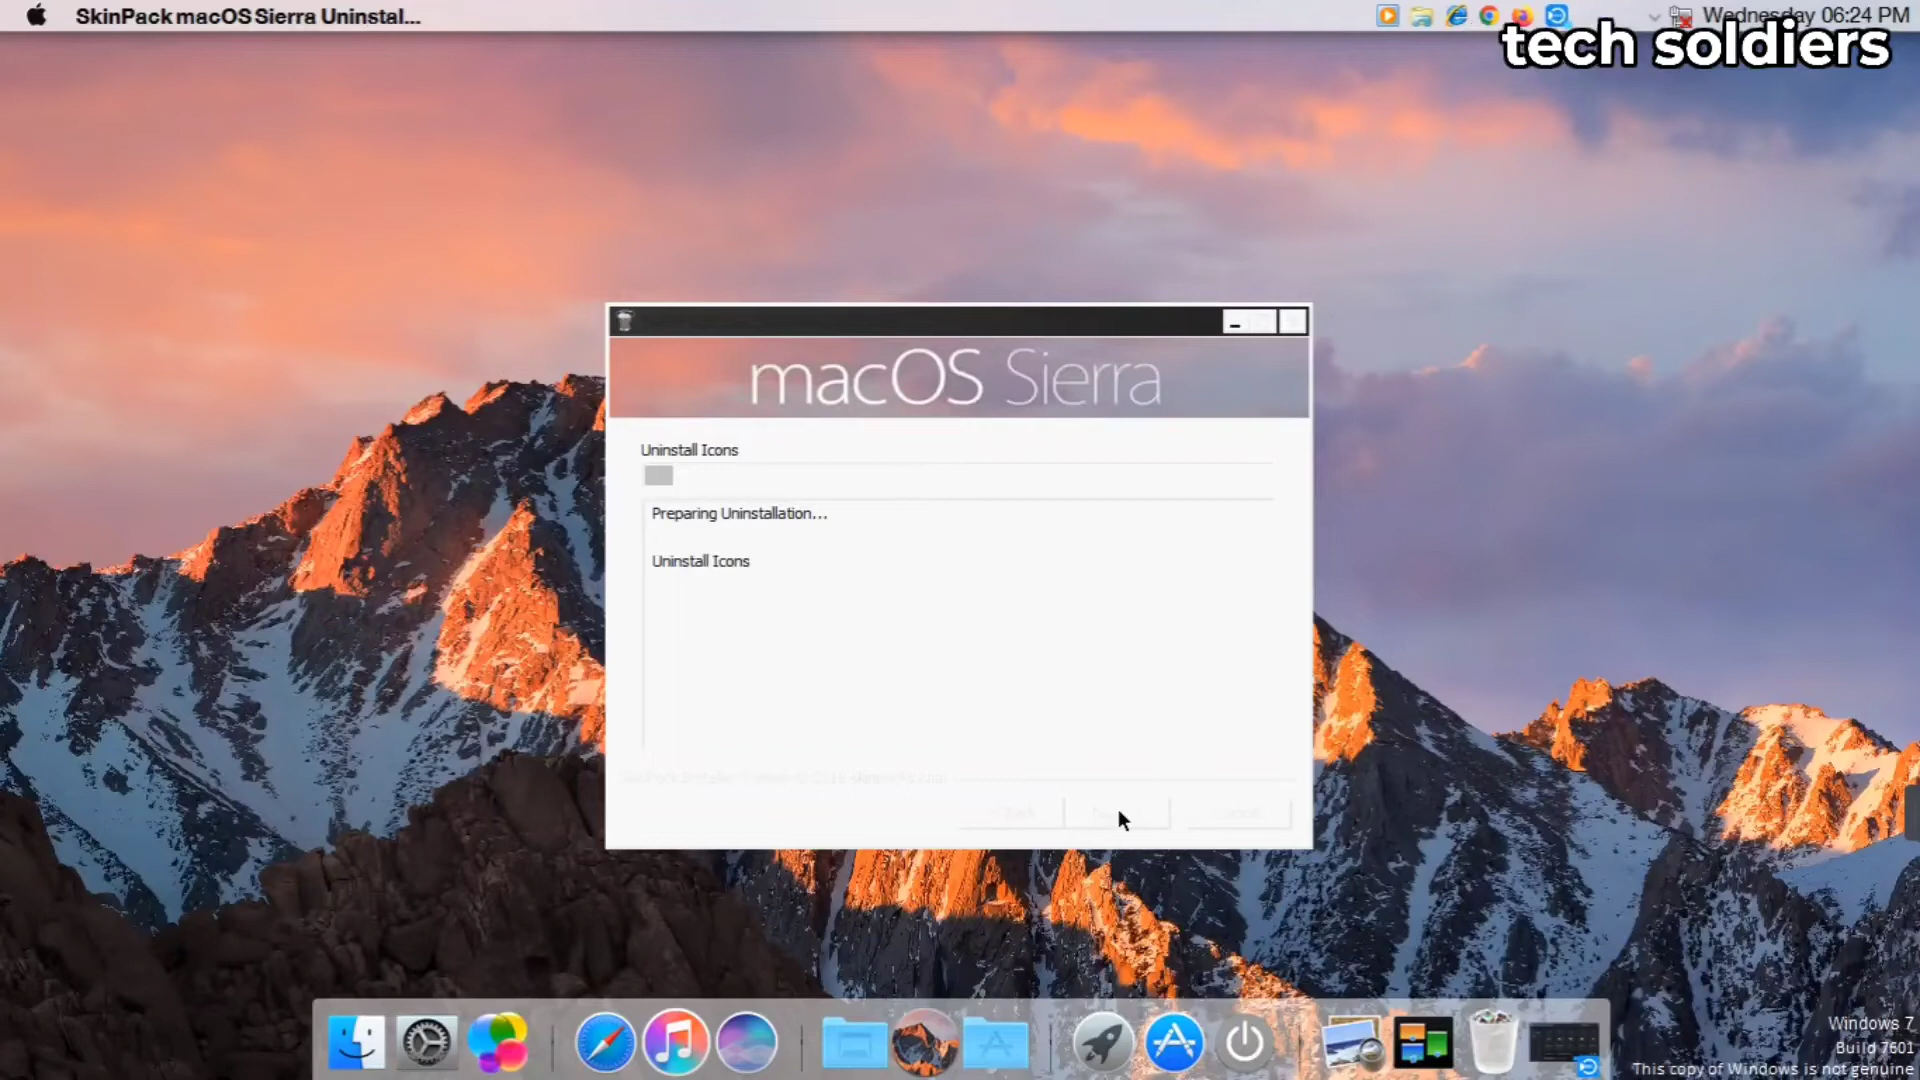 SkinPack macOS Sierra Uninstal...
Wednesday 06:24 PM
tech soldiers
macOS Sierra
Uninstall Icons
Preparing Uninstallation...
Uninstall Icons
Windows 7
Build 7601
This copy of Windows is not genuine